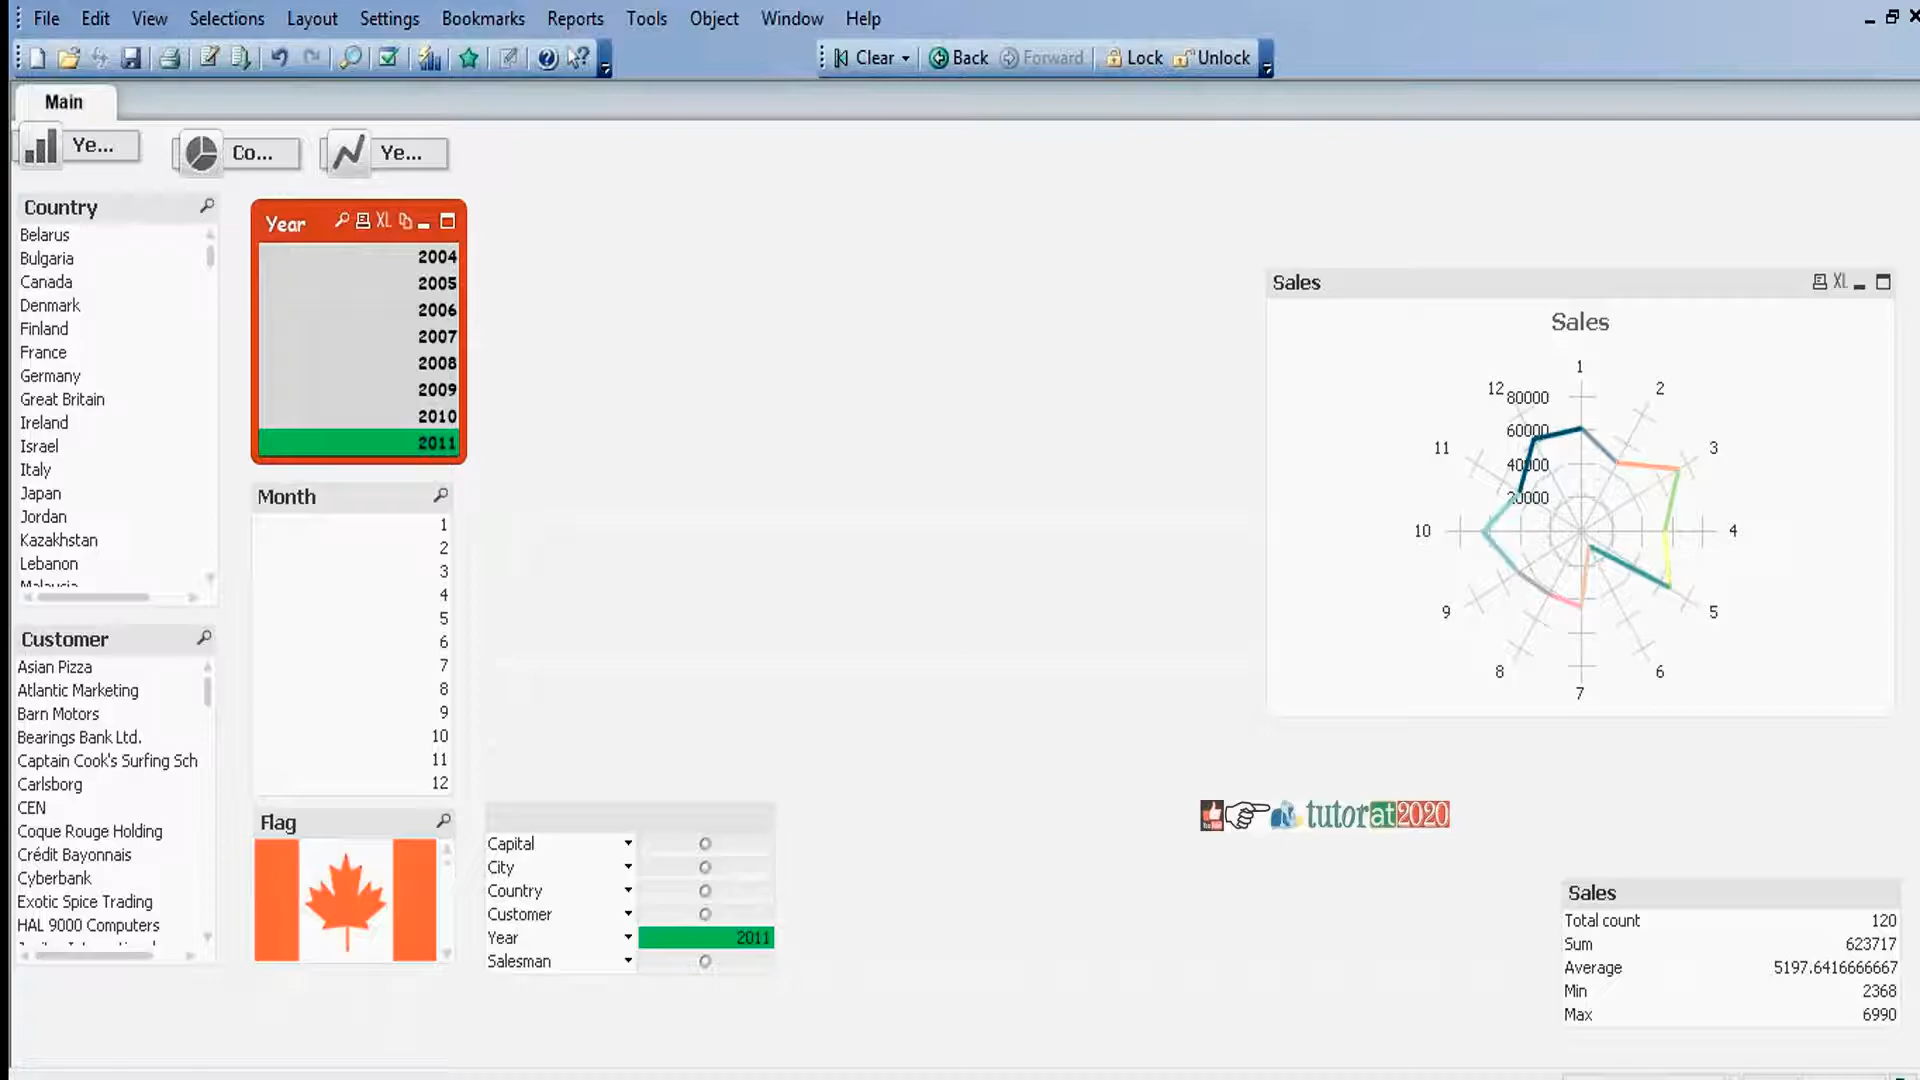 File Edit View Selections Layout Settings Bookmarks Reports Tools Object Window Help
Clear Back Forward Lock Unlock
Main
Ye... Co... Ye...
Country
Belarus
Bulgaria
Canada
Denmark
Finland
France
Germany
Great Britain
Ireland
Israel
Italy
Japan
Jordan
Kazakhstan
Lebanon
Malaysia
Customer
Asian Pizza
Atlantic Marketing
Barn Motors
Bearings Bank Ltd.
Captain Cook's Surfing Sch
Carlsborg
CEN
Coque Rouge Holding
Crédit Bayonnais
Cyberbank
Exotic Spice Trading
HAL 9000 Computers
Year XL
2004
2005
2006
2007
2008
2009
2010
2011
Month
1
2
3
4
5
6
7
8
9
10
11
12
Flag
Capital
City
Country
Customer
Year 2011
Salesman
Sales XL
Sales
1
2
3
4
5
6
7
8
9
10
11
12
80000
60000
40000
20000
tutorat2020
Sales
Total count 120
Sum 623717
Average 5197.6416666667
Min 2368
Max 6990